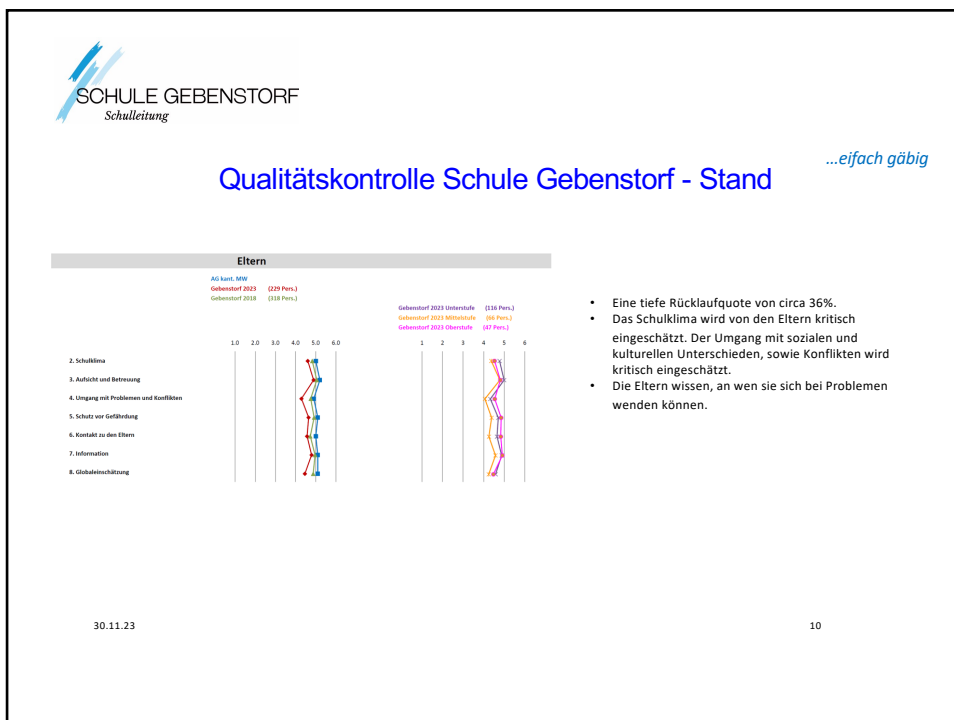 SCHULE GEBENSTORF
Schulleitung
...eifach gäbig
Qualitätskontrolle Schule Gebenstorf - Stand
Eltern
AG kant. MW
Gebenstorf 2023 (229 Pers.)
Gebenstorf 2018 (318 Pers.)
Gebenstorf 2023 Unterstufe (116 Pers.)
Gebenstorf 2023 Mittelstufe (66 Pers.)
Gebenstorf 2023 Oberstufe (47 Pers.)
1.0 2.0 3.0 4.0 5.0 6.0
1 2 3 4 5 6
2. Schulklima
3. Aufsicht und Betreuung
4. Umgang mit Problemen und Konflikten
5. Schutz vor Gefährdung
6. Kontakt zu den Eltern
7. Information
8. Globaleinschätzung
• Eine tiefe Rücklaufquote von circa 36%.
• Das Schulklima wird von den Eltern kritisch
eingeschätzt. Der Umgang mit sozialen und
kulturellen Unterschieden, sowie Konflikten wird
kritisch eingeschätzt.
• Die Eltern wissen, an wen sie sich bei Problemen
wenden können.
30.11.23
10